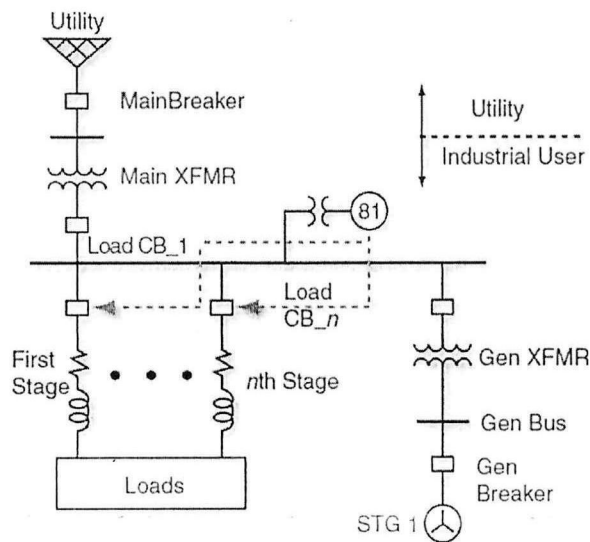 Utility
MainBreaker
Utility
Industrial User
Main XFMR
81
Load CB_1
Load
CB_n
First
Stage
nth Stage
Gen XFMR
Gen Bus
Gen
Breaker
Loads
STG 1